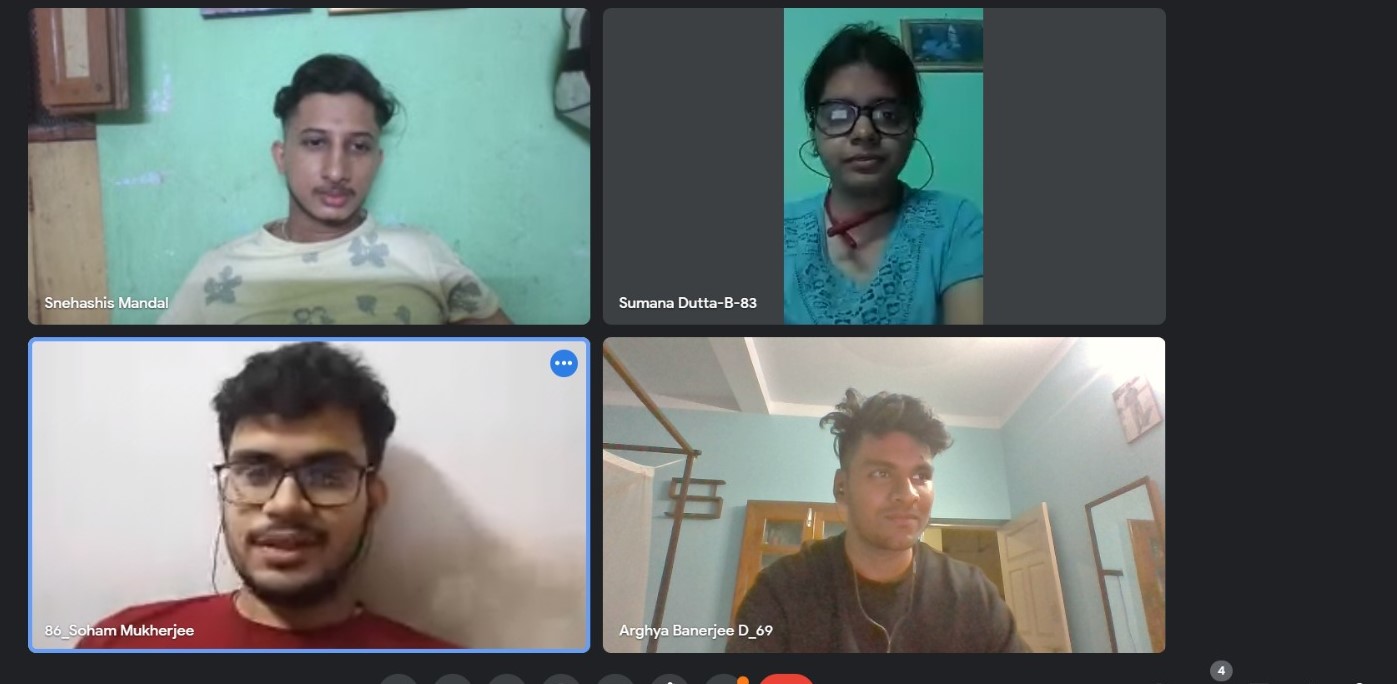 Snehashis Mandal
Sumana Dutta-B-83
86_Soham Mukherjee
Arghya Banerjee D_69
4